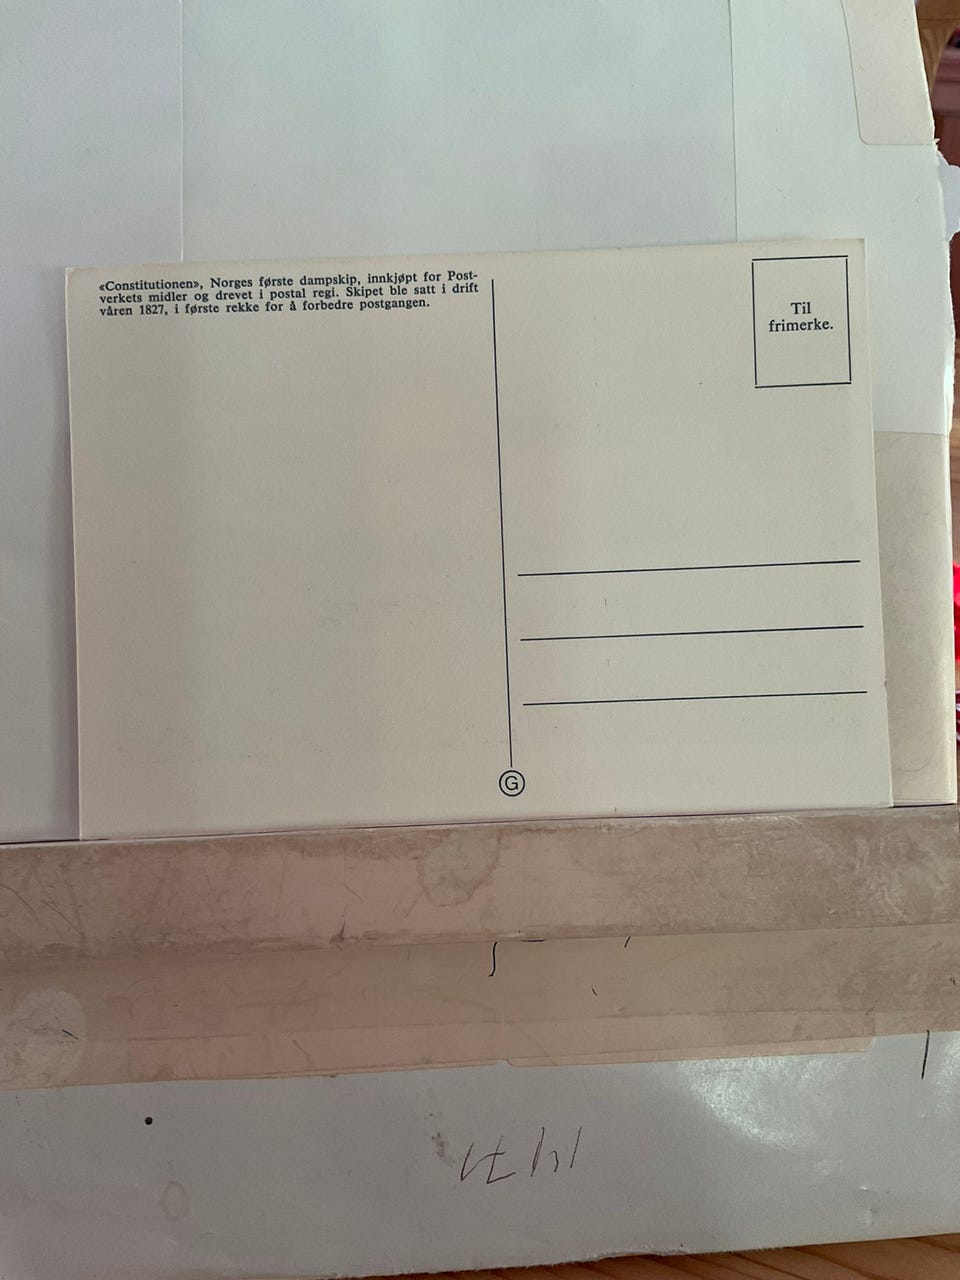 «Constitutionen», Norges første dampskip, innkjøpt for Post-
verkets midler og drevet i postal regi. Skipet ble satt i drift
våren 1827, i første rekke for å forbedre postgangen.
Til
frimerke.
G